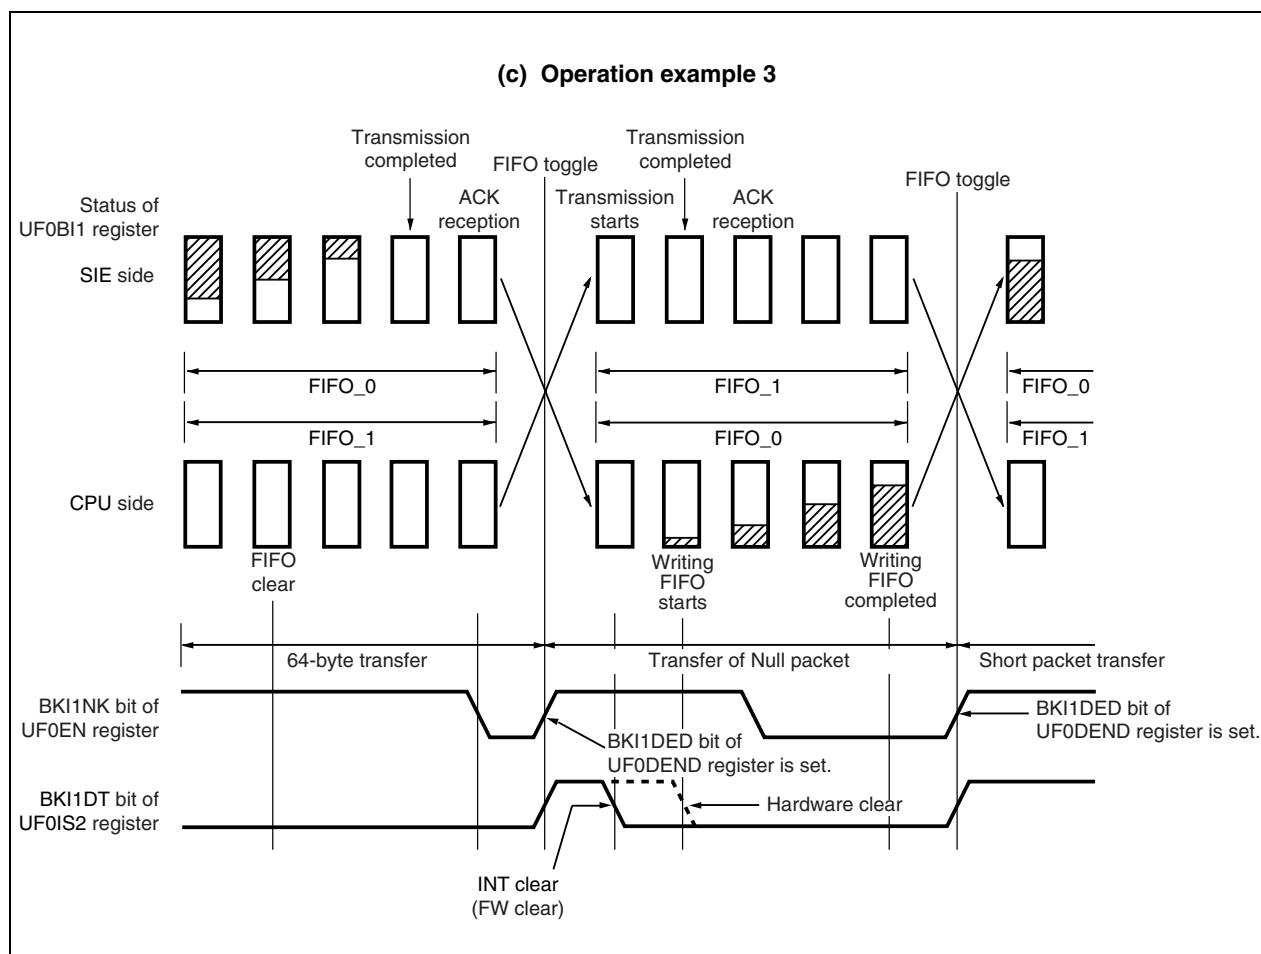 (c) Operation example 3
Transmission
completed
FIFO toggle
Transmission
completed
FIFO toggle
Status of
UF0BI1 register
ACK
reception
Transmission
starts
ACK
reception
SIE side
FIFO_0
FIFO_1
FIFO_0
FIFO_1
FIFO_0
FIFO_1
CPU side
FIFO
clear
Writing
FIFO
starts
Writing
FIFO
completed
64-byte transfer
Transfer of Null packet
Short packet transfer
BKI1NK bit of
UF0EN register
BKI1DED bit of
UF0DEND register is set.
BKI1DED bit of
UF0DEND register is set.
BKI1DT bit of
UF0IS2 register
Hardware clear
INT clear
(FW clear)